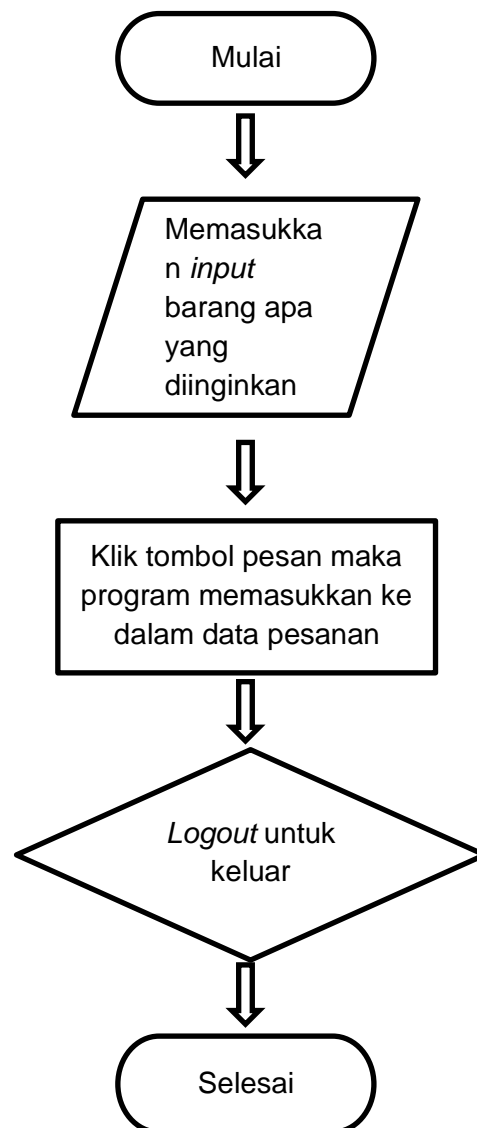 Mulai
Memasukka
n input
barang apa
yang
diinginkan
Klik tombol pesan maka
program memasukkan ke
dalam data pesanan
Logout untuk
keluar
Selesai